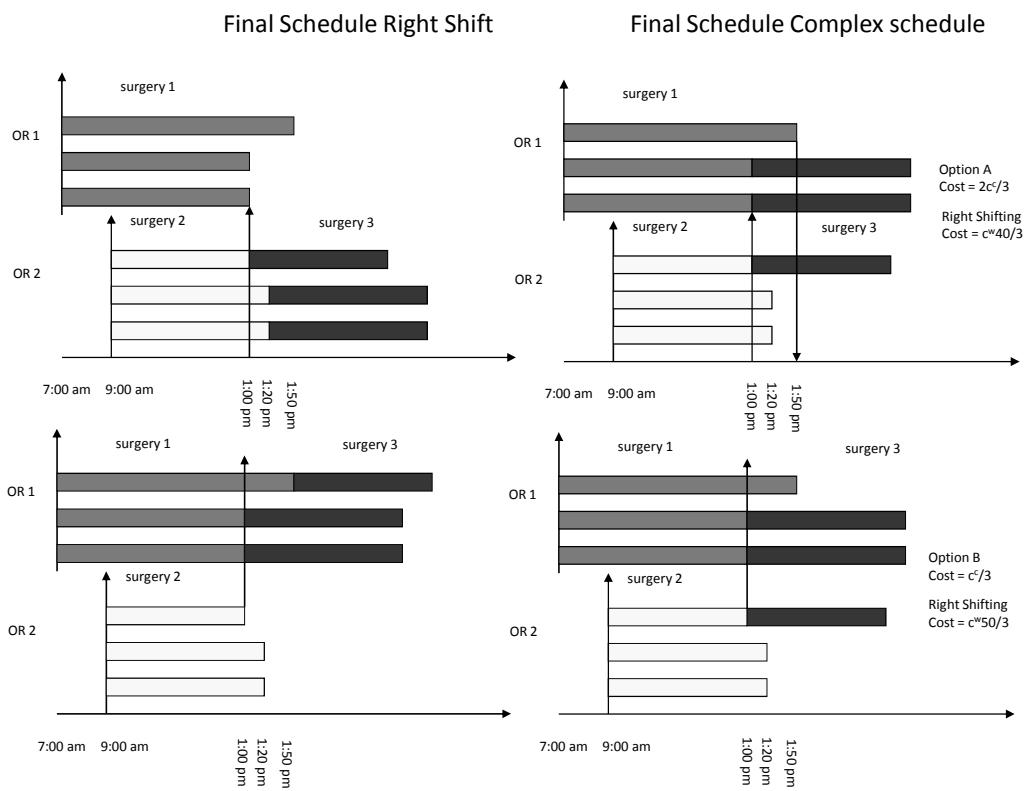 Final Schedule Right Shift
Final Schedule Complex schedule
surgery 1
OR 1
surgery 2
surgery 3
OR 2
7:00 am 9:00 am
1:00 pm
1:20 pm
1:50 pm
surgery 1
OR 1
Option A
Cost = 2cᶜ/3
Right Shifting
Cost = cʷ40/3
surgery 2
surgery 3
OR 2
7:00 am 9:00 am
1:00 pm
1:20 pm
1:50 pm
surgery 1
surgery 3
OR 1
surgery 2
OR 2
7:00 am 9:00 am
1:00 pm
1:20 pm
1:50 pm
surgery 1
surgery 3
OR 1
Option B
Cost = cᶜ/3
Right Shifting
Cost = cʷ50/3
surgery 2
OR 2
7:00 am 9:00 am
1:00 pm
1:20 pm
1:50 pm